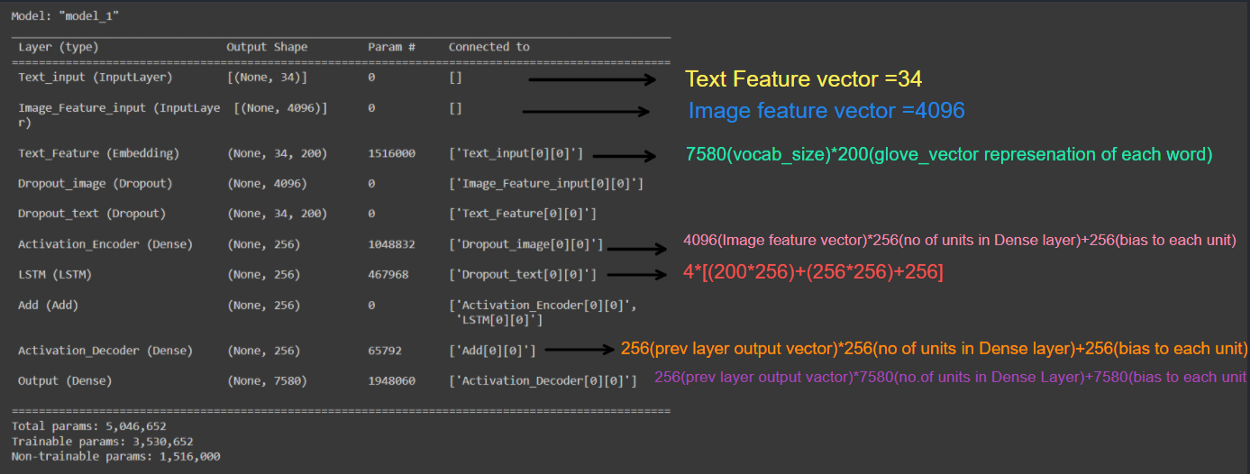 Model: "model_1"
Layer (type) Output Shape Param # Connected to
Text_input (InputLayer) [(None, 34)] 0 [] Text Feature vector =34
Image_Feature_input (InputLaye [(None, 4096)] 0 [] Image feature vector =4096
r)
Text_Feature (Embedding) (None, 34, 200) 1516000 ['Text_input[0][0]'] 7580(vocab_size)*200(glove_vector represenation of each word)
Dropout_image (Dropout) (None, 4096) 0 ['Image_Feature_input[0][0]']
Dropout_text (Dropout) (None, 34, 200) 0 ['Text_Feature[0][0]']
Activation_Encoder (Dense) (None, 256) 1048832 ['Dropout_image[0][0]'] 4096(Image feature vector)*256(no of units in Dense layer)+256(bias to each unit)
LSTM (LSTM) (None, 256) 467968 ['Dropout_text[0][0]'] 4*[(200*256)+(256*256)+256]
Add (Add) (None, 256) 0 ['Activation_Encoder[0][0]',
'LSTM[0][0]']
Activation_Decoder (Dense) (None, 256) 65792 ['Add[0][0]'] 256(prev layer output vector)*256(no of units in Dense layer)+256(bias to each unit)
Output (Dense) (None, 7580) 1948060 ['Activation_Decoder[0][0]'] 256(prev layer output vactor)*7580(no.of units in Dense Layer)+7580(bias to each unit
Total params: 5,046,652
Trainable params: 3,530,652
Non-trainable params: 1,516,000